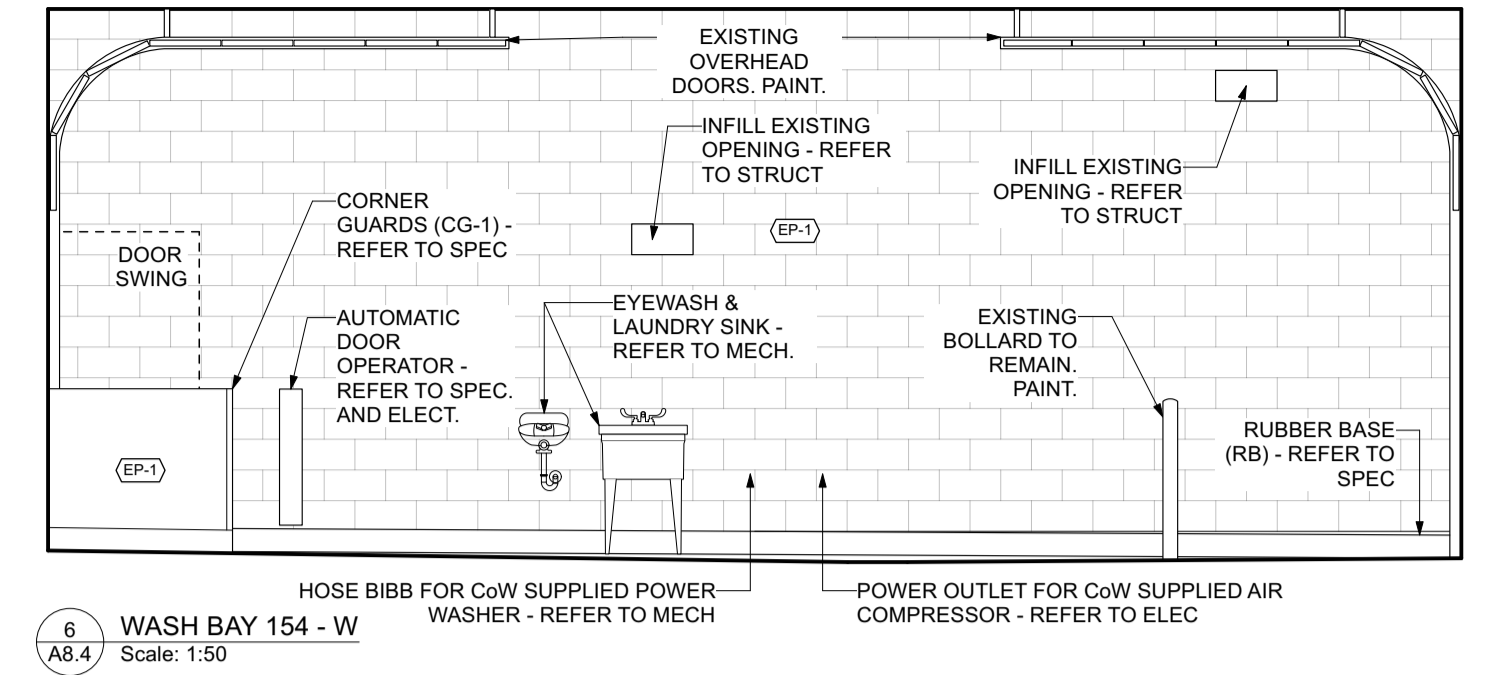 EXISTING
OVERHEAD
DOORS. PAINT.
INFILL EXISTING
OPENING - REFER
TO STRUCT
INFILL EXISTING
OPENING - REFER
TO STRUCT
CORNER
GUARDS (CG-1) -
REFER TO SPEC
EP-1
DOOR
SWING
AUTOMATIC
DOOR
OPERATOR -
REFER TO SPEC.
AND ELECT.
EYEWASH &
LAUNDRY SINK -
REFER TO MECH.
EXISTING
BOLLARD TO
REMAIN.
PAINT.
RUBBER BASE
(RB) - REFER TO
SPEC
EP-1
HOSE BIBB FOR CoW SUPPLIED POWER
WASHER - REFER TO MECH
POWER OUTLET FOR CoW SUPPLIED AIR
COMPRESSOR - REFER TO ELEC
6
A8.4
WASH BAY 154 - W
Scale: 1:50